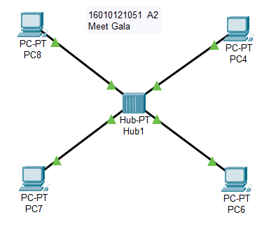 16010121051 A2
Meet Gala
PC-PT
PC8
PC-PT
PC4
Hub-PT
Hub1
PC-PT
PC7
PC-PT
PC6